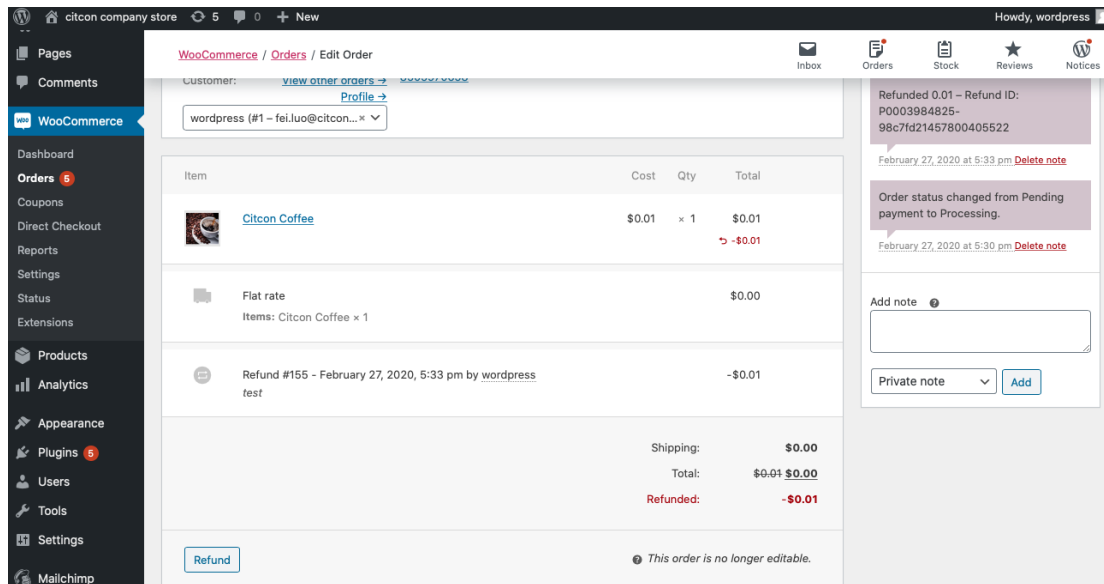 citcon company store 5 0 + New
Howdy, wordpress
Pages
Comments
WooCommerce
Dashboard
Orders 5
Coupons
Direct Checkout
Reports
Settings
Status
Extensions
Products
Analytics
Appearance
Plugins 5
Users
Tools
Settings
Mailchimp
WooCommerce / Orders / Edit Order
Inbox
Orders
Stock
Reviews
Notices
Customer: View other orders →
Profile →
wordpress (#1 – fei.luo@citcon... ×
Item Cost Qty Total
Citcon Coffee $0.01 × 1 $0.01
-$0.01
Flat rate $0.00
Items: Citcon Coffee × 1
Refund #155 - February 27, 2020, 5:33 pm by wordpress -$0.01
test
Shipping: $0.00
Total: $0.01 $0.00
Refunded: -$0.01
Refund
This order is no longer editable.
Refunded 0.01 – Refund ID:
P0003984825-
98c7fd21457800405522
February 27, 2020 at 5:33 pm Delete note
Order status changed from Pending
payment to Processing.
February 27, 2020 at 5:30 pm Delete note
Add note
Private note
Add